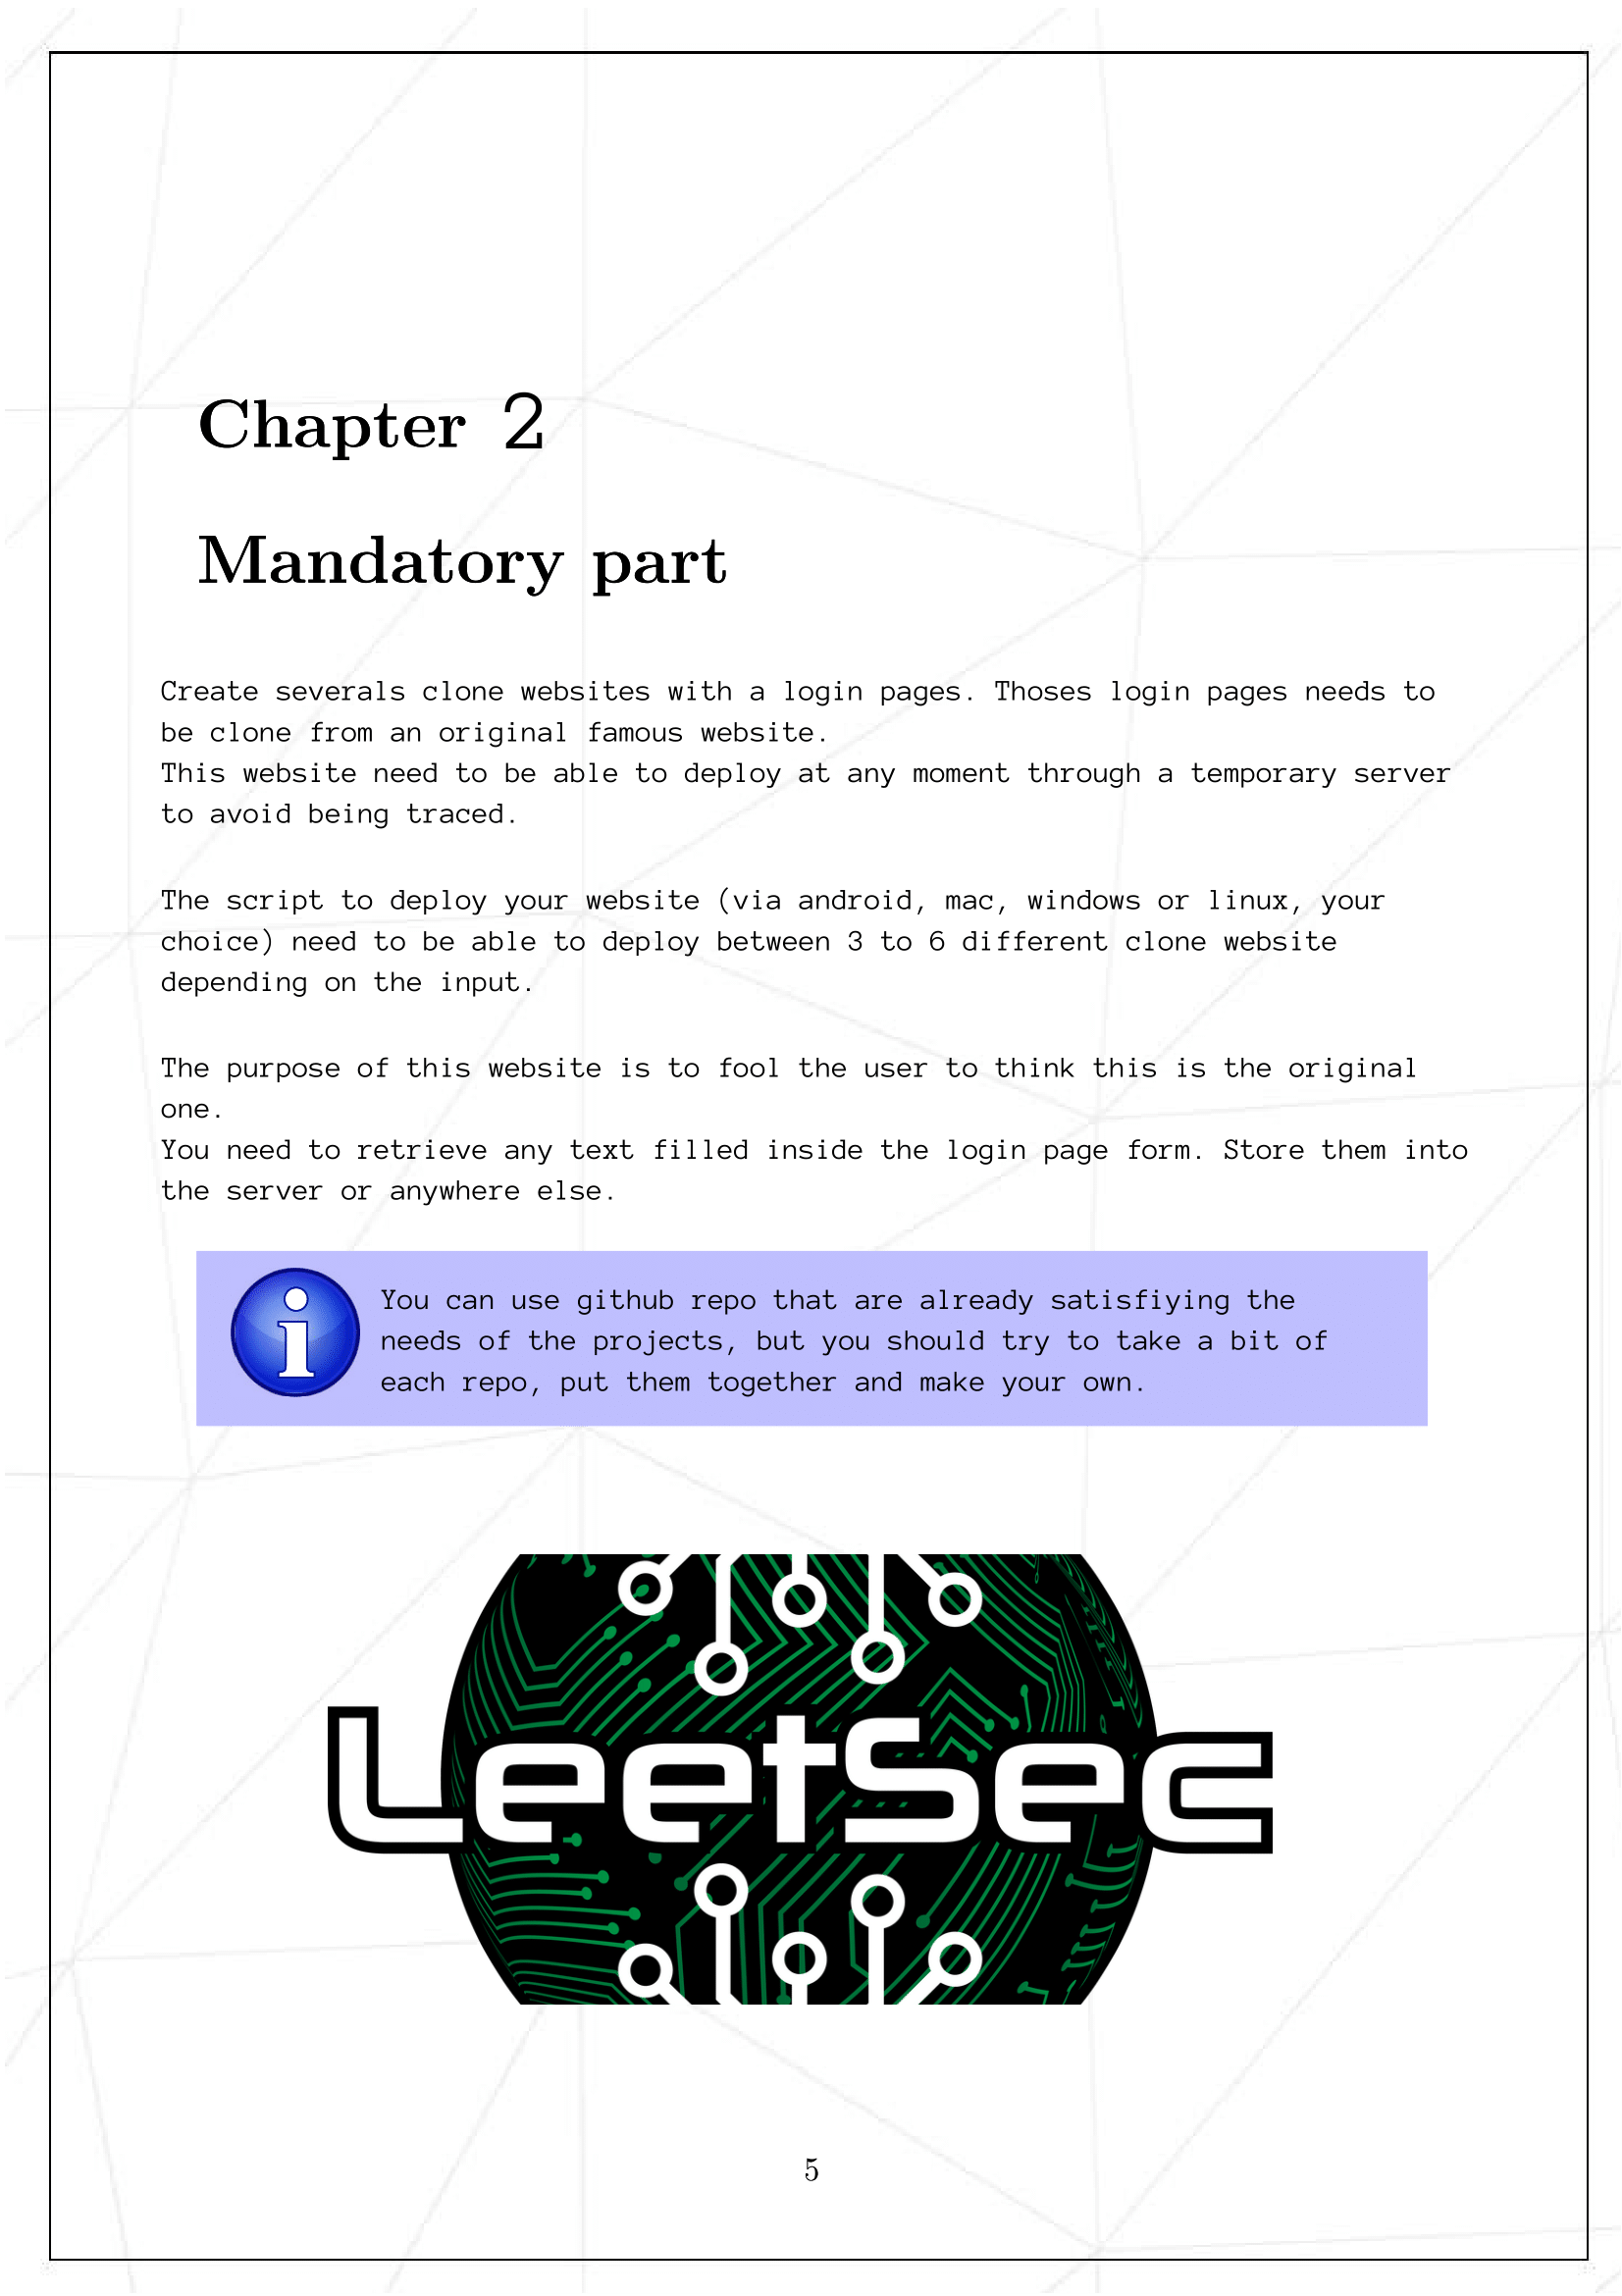 Chapter 2
Mandatory part
Create severals clone websites with a login pages. Thoses login pages needs to
be clone from an original famous website.
This website need to be able to deploy at any moment through a temporary server
to avoid being traced.
The script to deploy your website (via android, mac, windows or linux, your
choice) need to be able to deploy between 3 to 6 different clone website
depending on the input.
The purpose of this website is to fool the user to think this is the original
one.
You need to retrieve any text filled inside the login page form. Store them into
the server or anywhere else.
You can use github repo that are already satisfiying the
needs of the projects, but you should try to take a bit of
each repo, put them together and make your own.
LeetSec
5